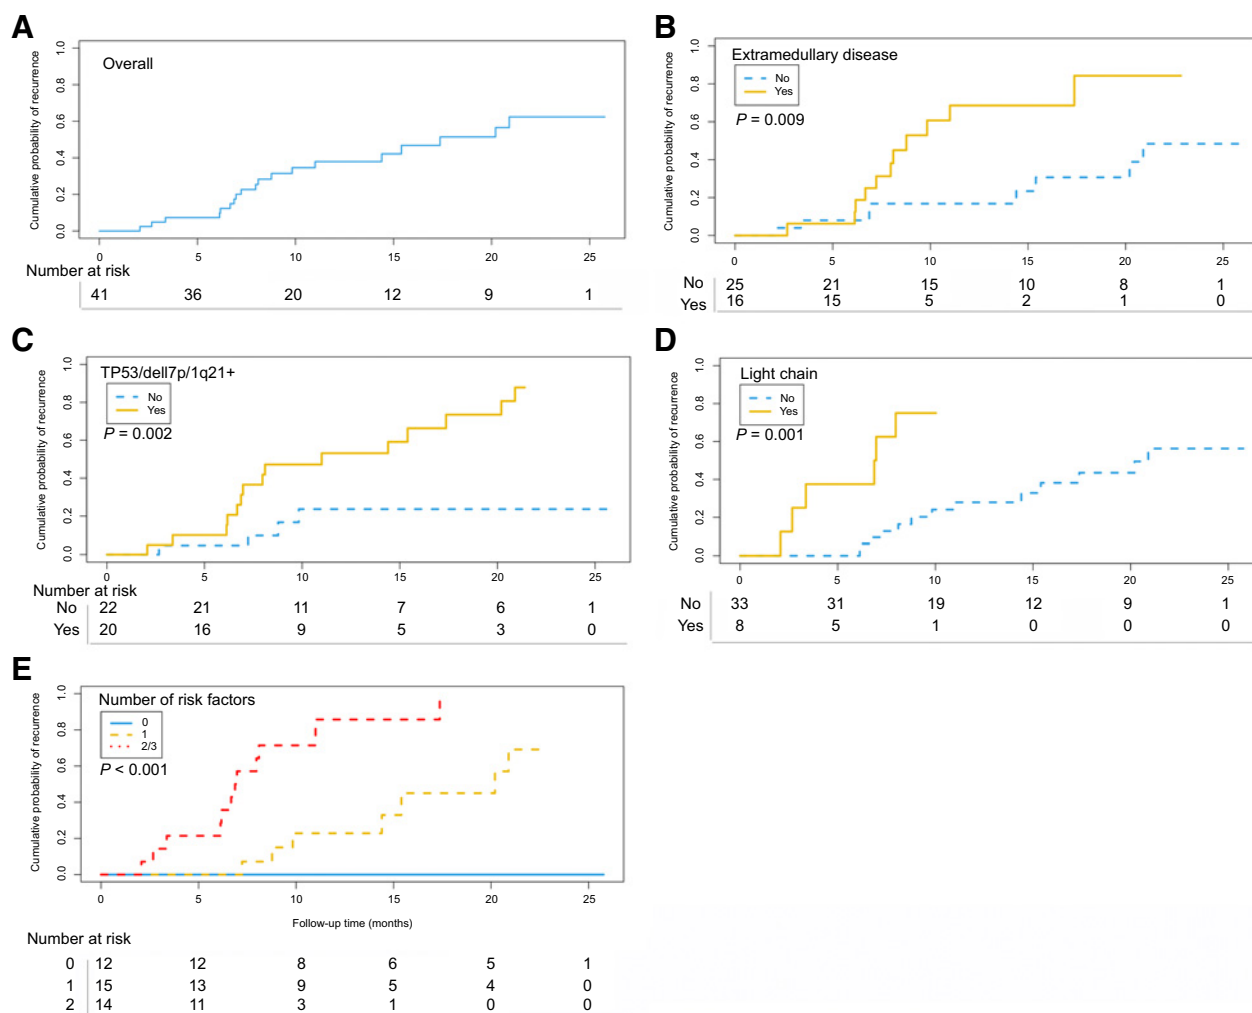 A
Overall
Cumulative probability of recurrence
0.0 0.2 0.4 0.6 0.8 1.0
0 5 10 15 20 25
Number at risk
41 36 20 12 9 1
B
Extramedullary disease
No
Yes
P = 0.009
Cumulative probability of recurrence
0.0 0.2 0.4 0.6 0.8 1.0
0 5 10 15 20 25
No 25 21 15 10 8 1
Yes 16 15 5 2 1 0
C
TP53/dell7p/1q21+
No
Yes
P = 0.002
Cumulative probability of recurrence
0.0 0.2 0.4 0.6 0.8 1.0
0 5 10 15 20 25
Number at risk
No 22 21 11 7 6 1
Yes 20 16 9 5 3 0
D
Light chain
No
Yes
P = 0.001
Cumulative probability of recurrence
0.0 0.2 0.4 0.6 0.8 1.0
0 5 10 15 20 25
No 33 31 19 12 9 1
Yes 8 5 1 0 0 0
E
Number of risk factors
0
1
2/3
P < 0.001
Cumulative probability of recurrence
0.0 0.2 0.4 0.6 0.8 1.0
0 5 10 15 20 25
Follow-up time (months)
Number at risk
0 12 12 8 6 5 1
1 15 13 9 5 4 0
2 14 11 3 1 0 0